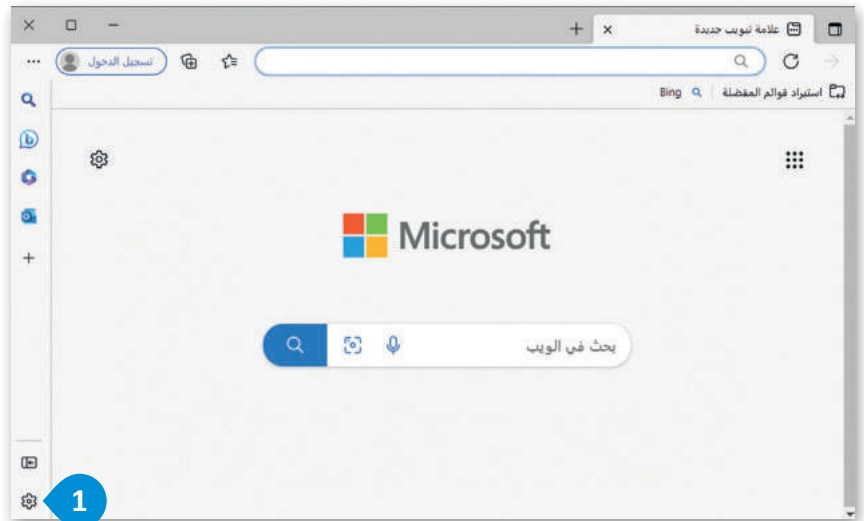 علامة تبويب جديدة
تسجيل الدخول
استيراد قوائم المفضلة
Bing
Microsoft
بحث في الويب
1